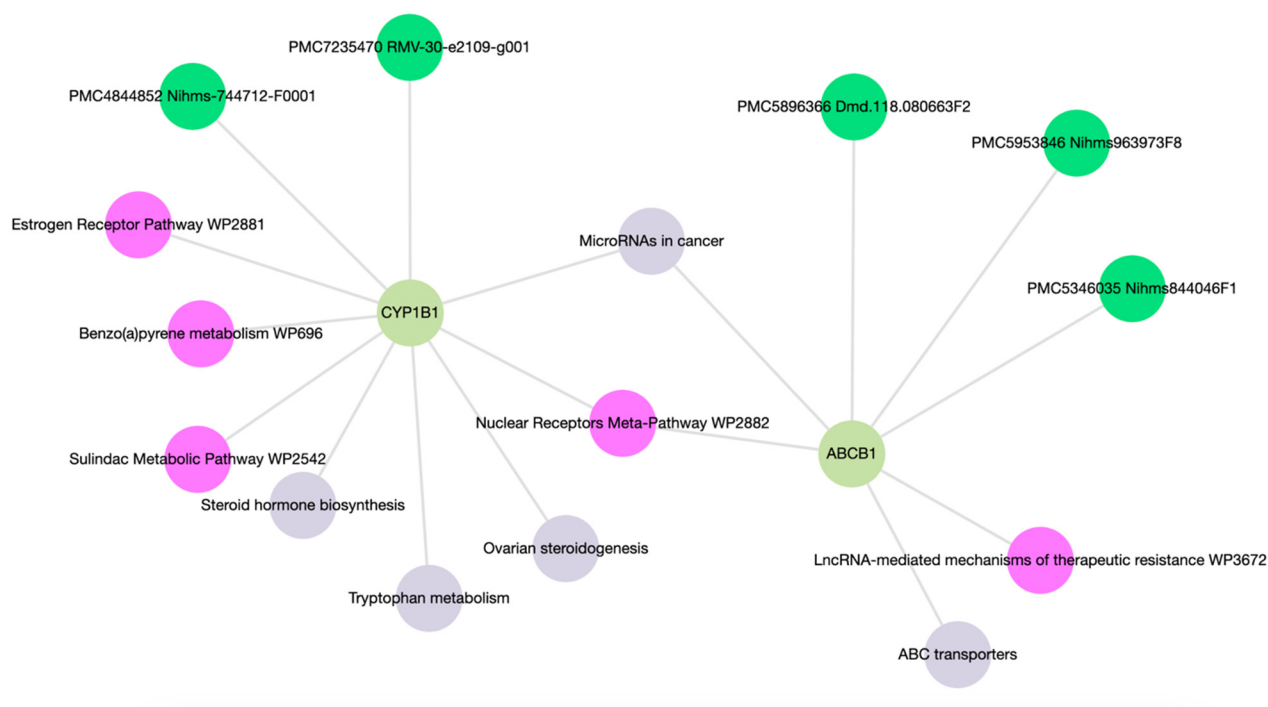 PMC7235470 RMV-30-e2109-g001
PMC4844852 Nihms-744712-F0001
PMC5896366 Dmd.118.080663F2
PMC5953846 Nihms963973F8
Estrogen Receptor Pathway WP2881
MicroRNAs in cancer
PMC5346035 Nihms844046F1
CYP1B1
Benzo(a)pyrene metabolism WP696
Nuclear Receptors Meta-Pathway WP2882
ABCB1
Sulindac Metabolic Pathway WP2542
Steroid hormone biosynthesis
Ovarian steroidogenesis
LncRNA-mediated mechanisms of therapeutic resistance WP3672
Tryptophan metabolism
ABC transporters